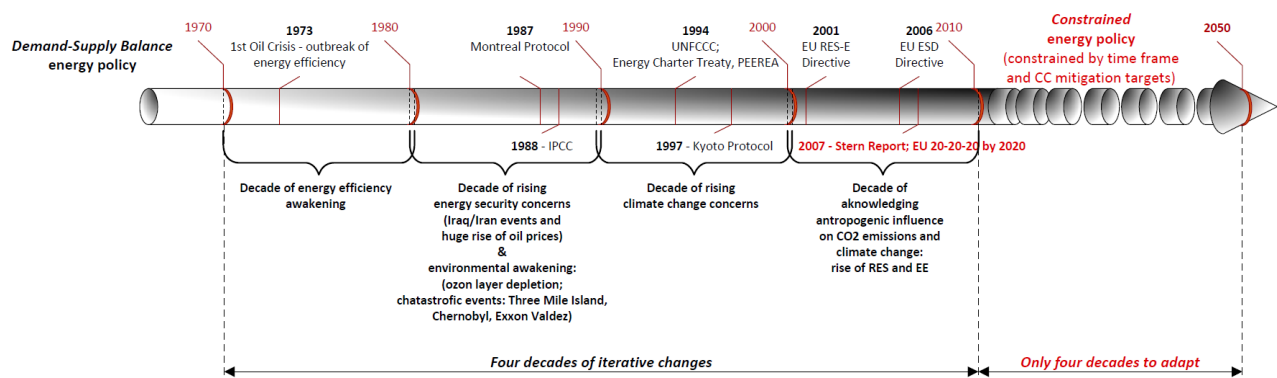 Demand-Supply Balance
energy policy
1970
1973
1st Oil Crisis - outbreak of
energy efficiency
1980
1987
Montreal Protocol
1990
1994
UNFCCC;
Energy Charter Treaty, PEEREA
2000
2001
EU RES-E
Directive
2006
EU ESD
Directive
2010
Constrained
energy policy
(constrained by time frame
and CC mitigation targets)
2050
1988 - IPCC
1997 - Kyoto Protocol
2007 - Stern Report; EU 20-20-20 by 2020
Decade of energy efficiency
awakening
Decade of rising
energy security concerns
(Iraq/Iran events and
huge rise of oil prices)
&
environmental awakening:
(ozon layer depletion;
chatastrofic events: Three Mile Island,
Chernobyl, Exxon Valdez)
Decade of rising
climate change concerns
Decade of
aknowledging
antropogenic influence
on CO2 emissions and
climate change:
rise of RES and EE
Four decades of iterative changes
Only four decades to adapt